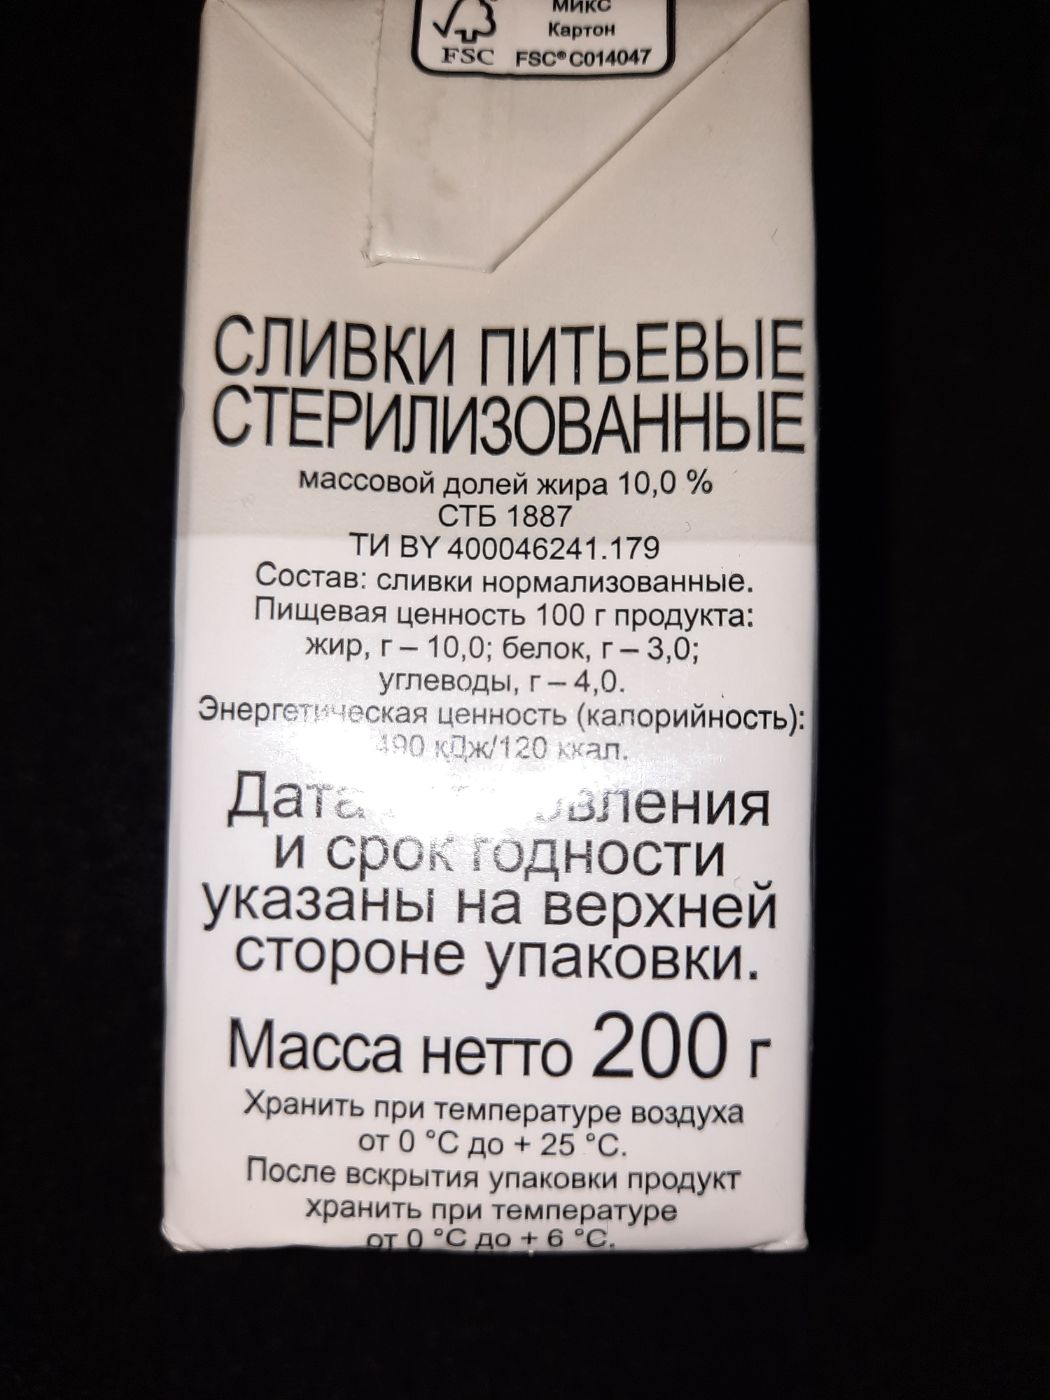 МИКС
Картон
FSC FSC® C014047
СЛИВКИ ПИТЬЕВЫЕ
СТЕРИЛИЗОВАННЫЕ
массовой долей жира 10,0 %
СТБ 1887
ТИ BY 400046241.179
Состав: сливки нормализованные.
Пищевая ценность 100 г продукта:
жир, г – 10,0; белок, г – 3,0;
углеводы, г – 4,0.
Энергетическая ценность (калорийность):
490 кДж/120 ккал.
Дата
и срок годности
указаны на верхней
стороне упаковки.
Масса нетто 200 г
Хранить при температуре воздуха
от 0 °C до + 25 °C.
После вскрытия упаковки продукт
хранить при температуре
от 0 °C до + 6 °C.